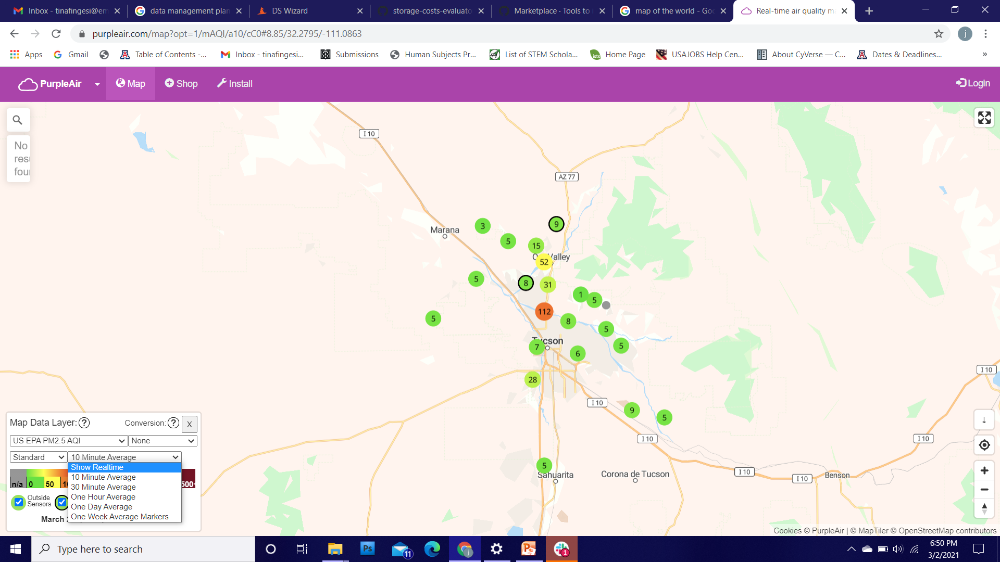 Inbox - tinafingesi@em
data management plan
DS Wizard
storage-costs-evaluato
Marketplace · Tools to i
map of the world - Goo
Real-time air quality m
purpleair.com/map?opt=1/mAQI/a10/cC0#8.85/32.2795/-111.0863
j
Apps
Gmail
Table of Contents -...
Inbox - tinafingesi...
Submissions
Human Subjects Pr...
List of STEM Schola...
ists
Home Page
USAJOBS Help Cen...
About CyVerse — C...
Dates & Deadlines...
»
PurpleAir
Map
Shop
Install
Login
No
resu
foun
I 10
AZ 77
Marana
3
9
5
15
Valley
52
5
8
31
1
5
112
5
8
5
Tucson
7
5
6
I 10
28
I 10
9
5
I 10
I 10
5
Sahuarita
Corona de Tucson
I 10
I 10
Benson
Map Data Layer: ?
Conversion: ?
X
US EPA PM2.5 AQI
None
Standard
10 Minute Average
Show Realtime
10 Minute Average
30 Minute Average
One Hour Average
One Day Average
One Week Average Markers
n/a
0
50
10
500+
Outside
Sensors
March 2
Cookies © PurpleAir | © MapTiler © OpenStreetMap contributors
Type here to search
Ps
11
j
1
6:50 PM
3/2/2021